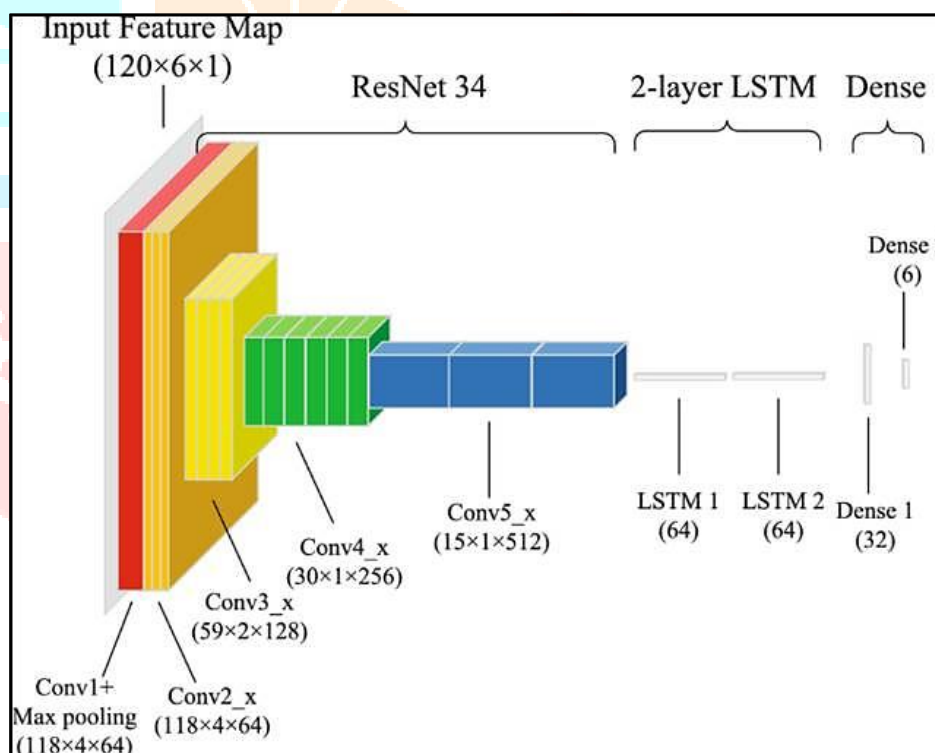 Input Feature Map
(120×6×1)
ResNet 34
2-layer LSTM
Dense
Dense
(6)
LSTM 1
(64)
LSTM 2
(64)
Dense 1
(32)
Conv5_x
(15×1×512)
Conv4_x
(30×1×256)
Conv3_x
(59×2×128)
Conv2_x
(118×4×64)
Conv1+
Max pooling
(118×4×64)